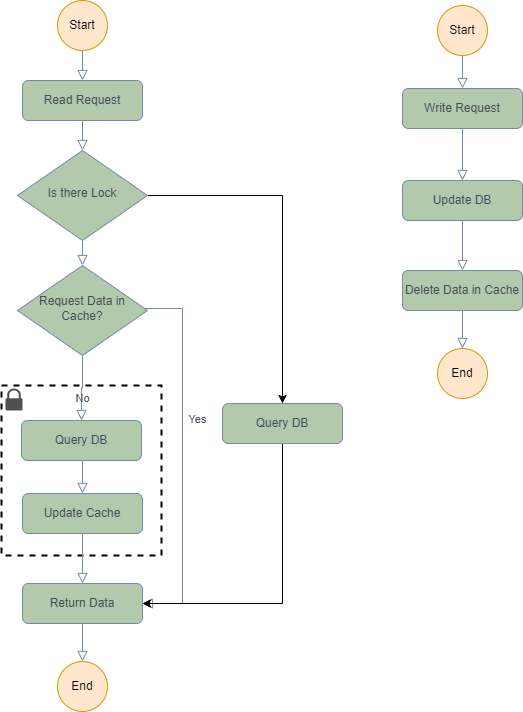 Start
Read Request
Is there Lock
Request Data in
Cache?
No
Yes
Query DB
Query DB
Update Cache
Return Data
End
Start
Write Request
Update DB
Delete Data in Cache
End